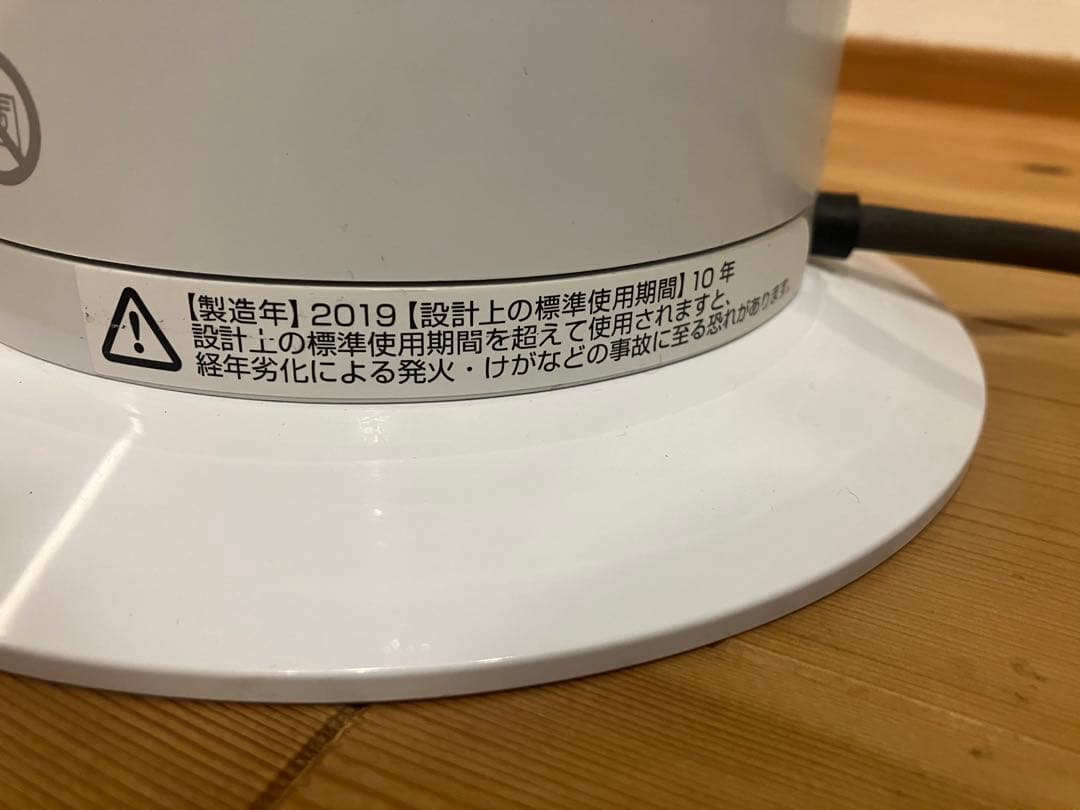 【製造年】2019【設計上の標準使用期間】10年
設計上の標準使用期間を超えて使用されますと、
経年劣化による発火・けがなどの事故に至る恐れがあります。